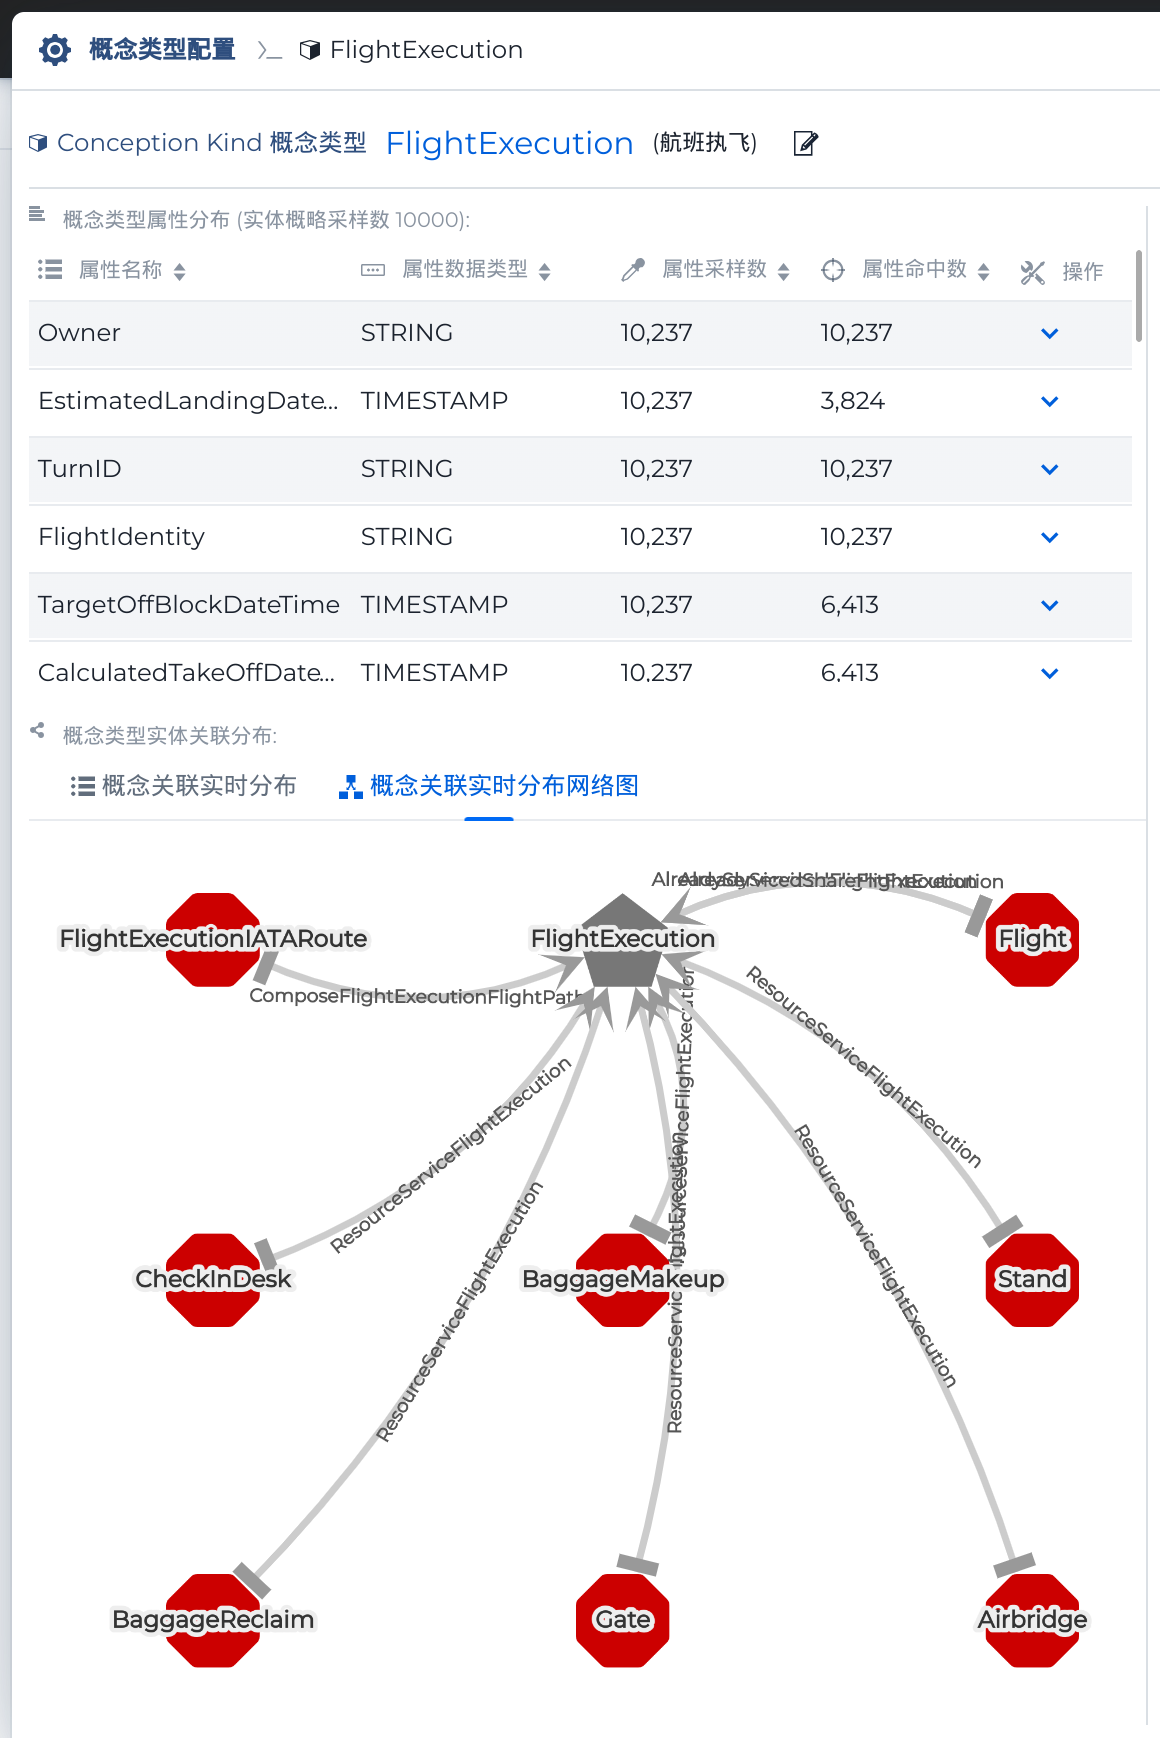 概念类型配置 FlightExecution
Conception Kind 概念类型 FlightExecution (航班执飞)
概念类型属性分布 (实体概略采样数 10000):
属性名称 属性数据类型 属性采样数 属性命中数 操作
Owner STRING 10,237 10,237
EstimatedLandingDate... TIMESTAMP 10,237 3,824
TurnID STRING 10,237 10,237
FlightIdentity STRING 10,237 10,237
TargetOffBlockDateTime TIMESTAMP 10,237 6,413
CalculatedTakeOffDate... TIMESTAMP 10,237 6,413
概念类型实体关联分布:
概念关联实时分布 概念关联实时分布网络图
FlightExecutionIATARoute
FlightExecution
Flight
ComposeFlightExecutionFlightPath
ResourceServiceFlightExecution
ResourceServiceFlightExecution
ResourceServiceFlightExecution
ResourceServiceFlightExecution
CheckInDesk
BaggageMakeup
Stand
BaggageReclaim
Gate
Airbridge